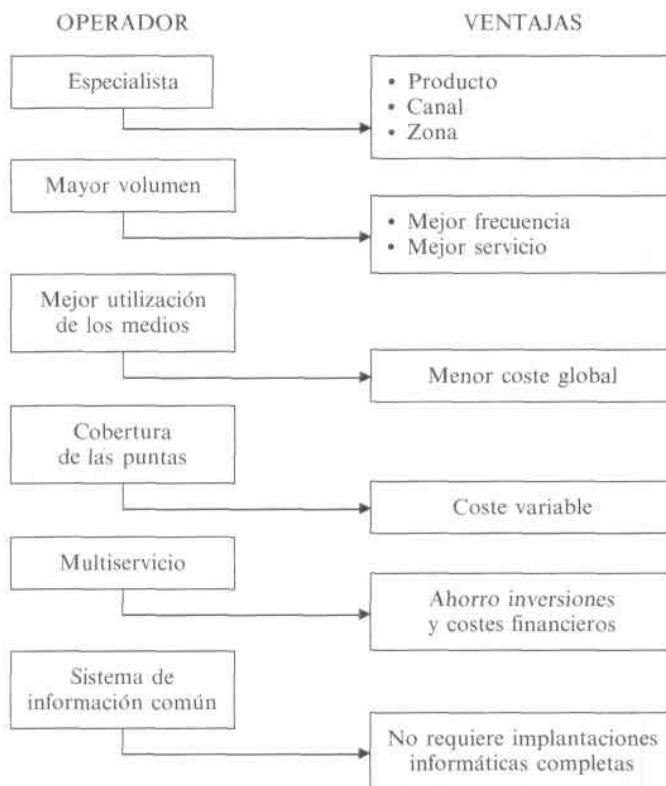 OPERADOR
VENTAJAS
Especialista
• Producto
• Canal
• Zona
Mayor volumen
• Mejor frecuencia
• Mejor servicio
Mejor utilización
de los medios
Menor coste global
Cobertura
de las puntas
Coste variable
Multiservicio
Ahorro inversiones
y costes financieros
Sistema de
información común
No requiere implantaciones
informáticas completas